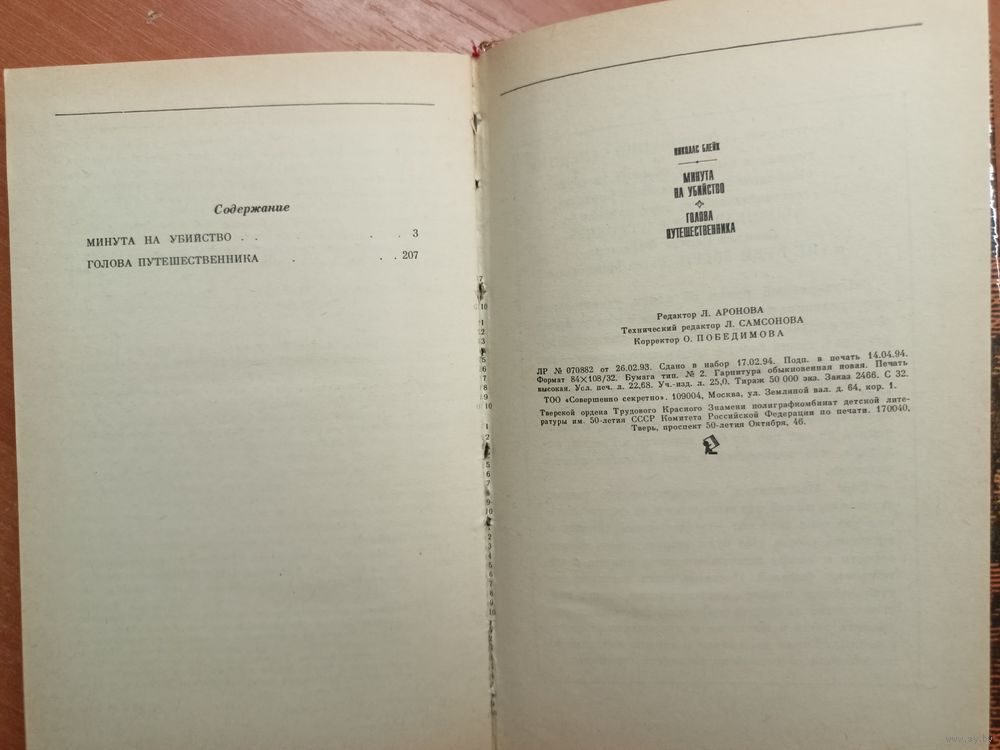 Содержание
МИНУТА НА УБИЙСТВО . . . . . 3
ГОЛОВА ПУТЕШЕСТВЕННИКА . . . 207
НИКОЛАС БЛЕЙК
МИНУТА
НА УБИЙСТВО
ГОЛОВА
ПУТЕШЕСТВЕННИКА
Редактор Л. АРОНОВА
Технический редактор Л. САМСОНОВА
Корректор О. ПОБЕДИМОВА
ЛР № 070882 от 26.02.93. Сдано в набор 17.02.94. Подп. в печать 14.04.94.
Формат 84×108/32. Бумага тип. № 2. Гарнитура обыкновенная новая. Печать
высокая. Усл. печ. л. 22,68. Уч.-изд. л. 25,0. Тираж 50 000 экз. Заказ 2466. С 32.
ТОО «Совершенно секретно». 109004, Москва, ул. Земляной вал. д. 64, кор. 1.
Тверской ордена Трудового Красного Знамени полиграфкомбинат детской лите-
ратуры им. 50-летия СССР Комитета Российской Федерации по печати. 170040,
Тверь, проспект 50-летия Октября, 46.
www.ay.by